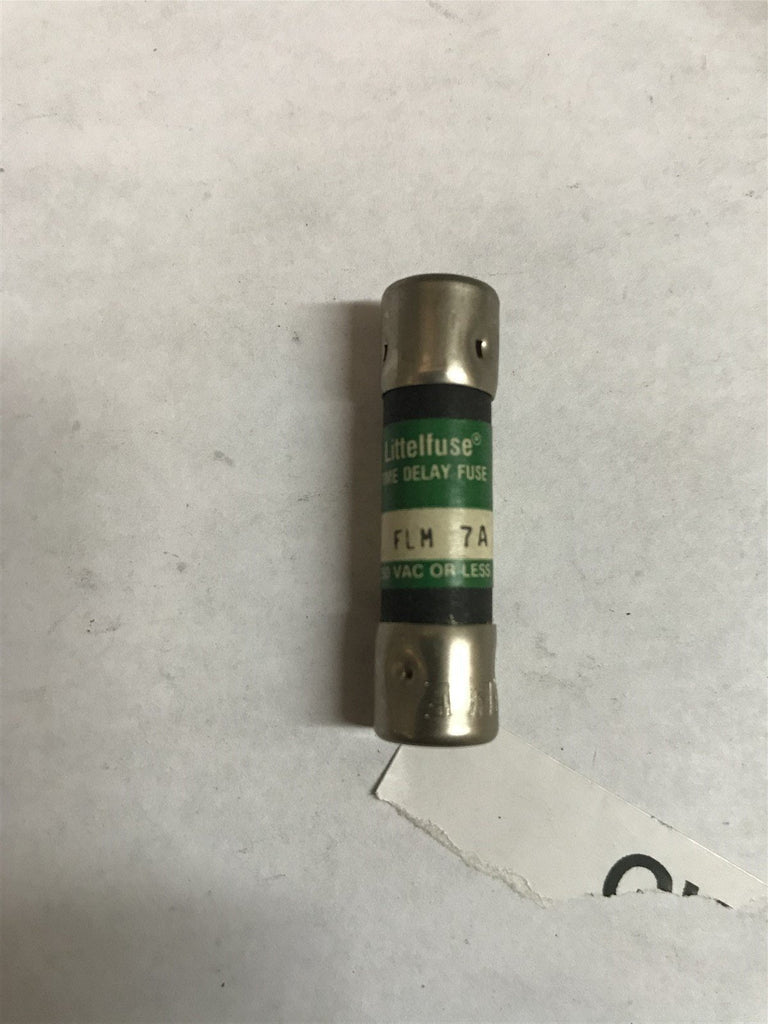 Littelfuse®
DELAY FUSE
FLM 7A
VAC OR LESS